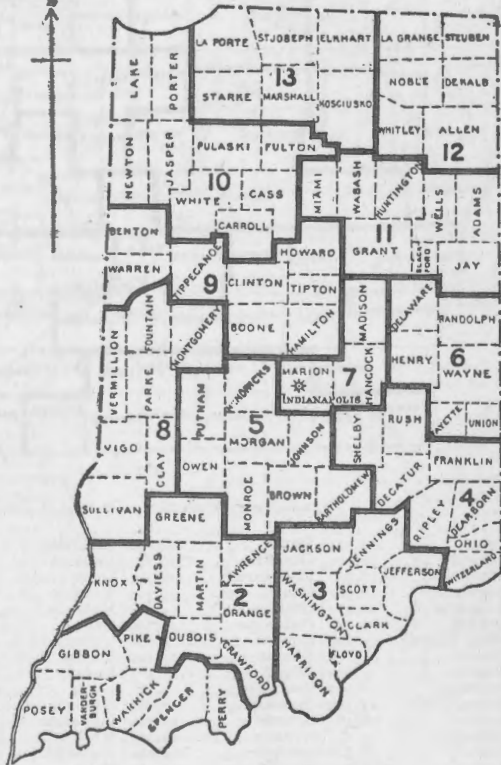 LA PORTE
ST JOSEPH
ELKHART
LA GRANGE
STEUBEN
LAKE
PORTER
13
NOBLE
DEKALB
STARKE
MARSHALL
KOSCIUSKO
WHITLEY
ALLEN
12
NEWTON
JASPER
PULASKI
FULTON
10
WHITE
CASS
MIAMI
WABASH
HUNTINGTON
WELLS
ADAMS
CARROLL
11
GRANT
BLACK
FORD
JAY
BENTON
WARREN
TIPPECANOE
9
HOWARD
CLINTON
TIPTON
MADISON
DELAWARE
RANDOLPH
FOUNTAIN
MONTGOMERY
BOONE
HAMILTON
VERMILLION
HENRY
6
WAYNE
PARKE
PUTNAM
HENDRICKS
MARION
INDIANAPOLIS
7
HANCOCK
RUSH
FAYETTE
UNION
8
5
MORGAN
JOHNSON
SHELBY
VIGO
CLAY
OWEN
FRANKLIN
DECATUR
4
SULLIVAN
MONROE
BROWN
BARTHOLOMEW
RIPLEY
DEARBORN
GREENE
JENNINGS
OHIO
SWITZERLAND
KNOX
DAVIESS
MARTIN
LAWRENCE
JACKSON
JEFFERSON
2
ORANGE
WASHINGTON
3
SCOTT
CLARK
GIBBON
PIKE
DUBOIS
CRAWFORD
HARRISON
FLOYD
POSEY
VANDER-
BURGH
1
WARRICK
SPENCER
PERRY